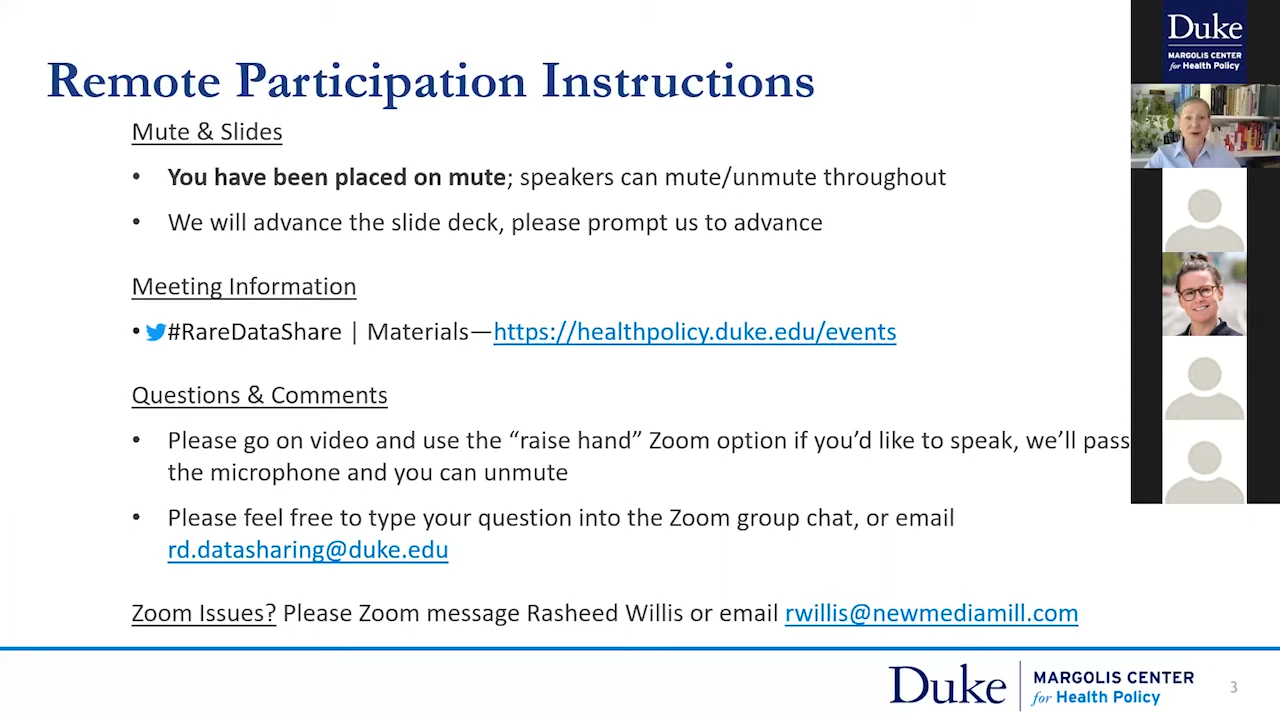 Remote Participation Instructions
Mute & Slides
• You have been placed on mute; speakers can mute/unmute throughout
• We will advance the slide deck, please prompt us to advance
Meeting Information
• #RareDataShare | Materials—https://healthpolicy.duke.edu/events
Questions & Comments
• Please go on video and use the “raise hand” Zoom option if you’d like to speak, we’ll pass
the microphone and you can unmute
• Please feel free to type your question into the Zoom group chat, or email
rd.datasharing@duke.edu
Zoom Issues? Please Zoom message Rasheed Willis or email rwillis@newmediamill.com
Duke
MARGOLIS CENTER
for Health Policy
3
Duke
MARGOLIS CENTER
for Health Policy